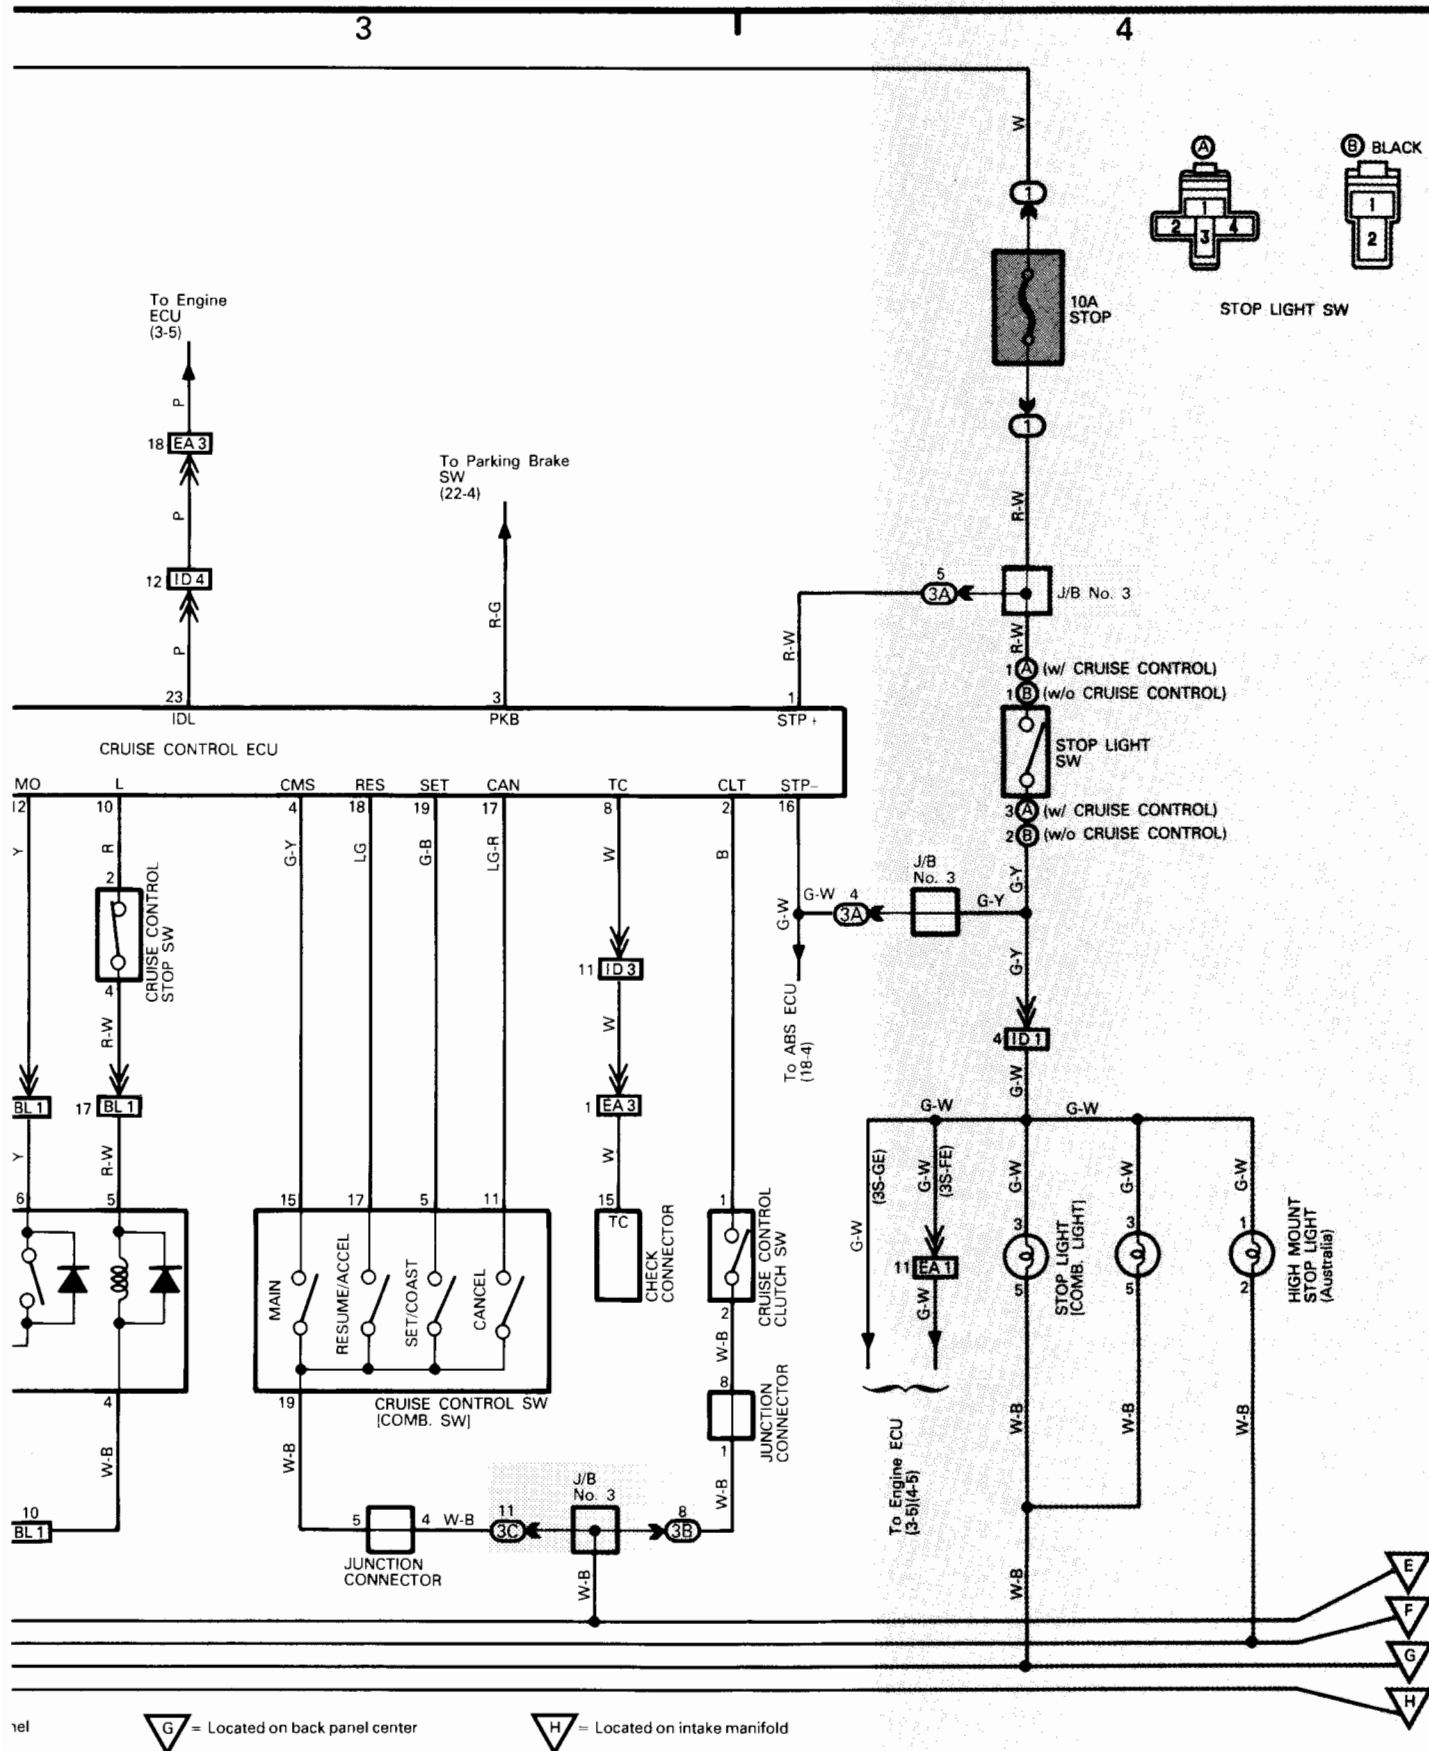 3
4
W
1
A
B BLACK
1
2
3
4
1
2
10A
STOP
STOP LIGHT SW
To Engine
ECU
(3-5)
P
18 EA 3
1
To Parking Brake
SW
(22-4)
P
R-W
12 ID 4
5
3A
J/B No. 3
P
R-G
R-W
R-W
1 A (w/ CRUISE CONTROL)
1 B (w/o CRUISE CONTROL)
23
3
1
IDL
PKB
STP +
CRUISE CONTROL ECU
STOP LIGHT
SW
MO
L
CMS
RES
SET
CAN
TC
CLT
STP-
12
10
4
18
19
17
8
2
16
3 A (w/ CRUISE CONTROL)
2 B (w/o CRUISE CONTROL)
Y
R
G-Y
LG
G-B
LG-R
W
B
J/B
No. 3
G-Y
2
G-W 4
3A
G-Y
G-W
CRUISE CONTROL
STOP SW
4
11 ID 3
G-Y
R-W
W
To ABS ECU
(18-4)
4 ID 1
G-W
BL 1
17 BL 1
1 EA 3
G-W
G-W
Y
R-W
W
G-W
(3S-GE)
G-W
(3S-FE)
G-W
G-W
G-W
6
5
15
17
5
11
15
TC
1
CHECK
CONNECTOR
CRUISE CONTROL
CLUTCH SW
2
MAIN
RESUME/ACCEL
SET/COAST
CANCEL
11 EA 1
G-W
3
5
STOP LIGHT
[COMB. LIGHT]
3
5
1
2
HIGH MOUNT
STOP LIGHT
(Australia)
4
19
CRUISE CONTROL SW
[COMB. SW]
W-B
8
JUNCTION
CONNECTOR
1
W-B
W-B
W-B
W-B
W-B
W-B
To Engine ECU
(3-5)(4-5)
10
BL 1
5
4
W-B
11
3C
J/B
No. 3
8
3B
JUNCTION
CONNECTOR
W-B
W-B
E
F
G
H
nel
G = Located on back panel center
H = Located on intake manifold